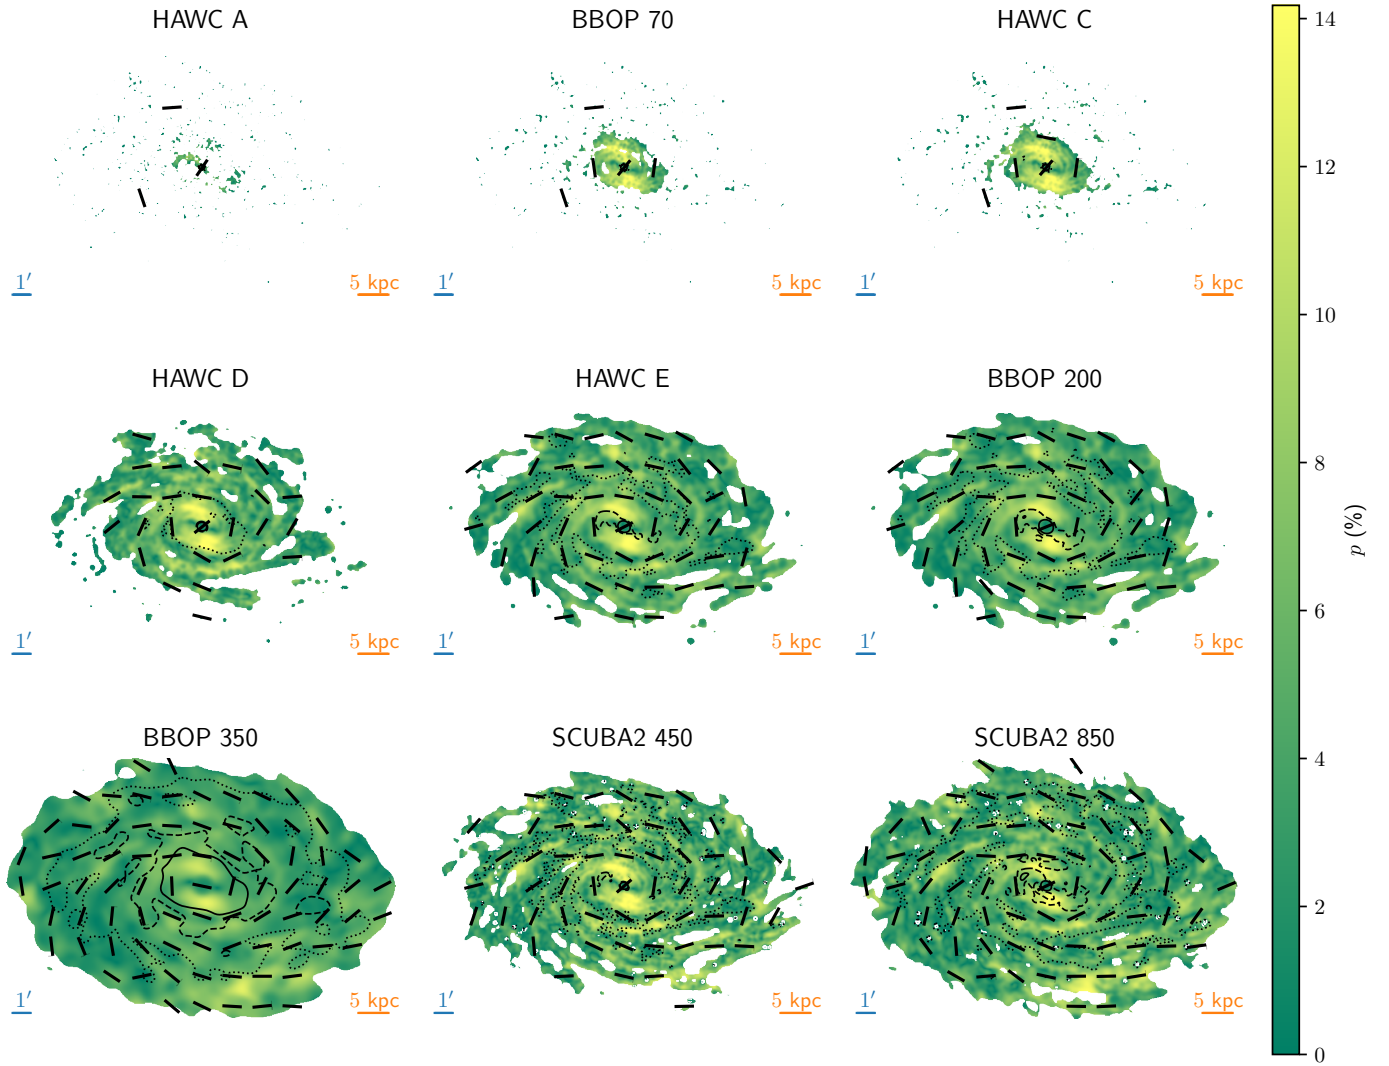 HAWC A
BBOP 70
HAWC C
1′
5 kpc
1′
5 kpc
1′
5 kpc
HAWC D
HAWC E
BBOP 200
1′
5 kpc
1′
5 kpc
1′
5 kpc
BBOP 350
SCUBA2 450
SCUBA2 850
1′
5 kpc
1′
5 kpc
1′
5 kpc
14
12
10
8
6
4
2
0
p (%)